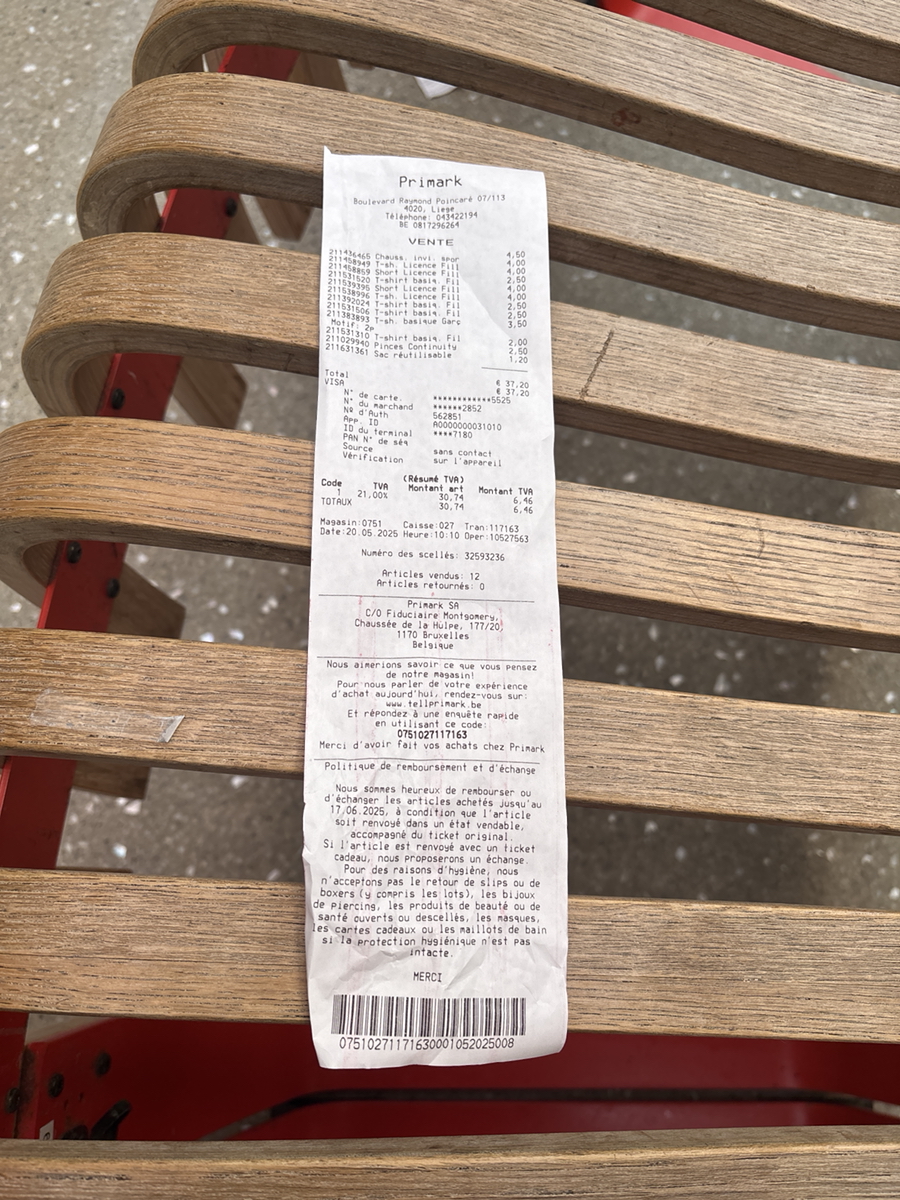 Primark
Boulevard Raymond Poincaré 07/113
4020, Liege
Téléphone: 043422194
BE 0817296264
VENTE
211436465 Chauss. invi. spor 4,50
211458949 T-sh. Licence Fill 4,00
211458859 Short Licence Fill 4,00
211531520 T-shirt basiq. Fil 2,50
211539395 Short Licence Fill 4,00
211538996 T-sh. Licence Fill 4,00
211392024 T-shirt basiq. Fil 2,50
211531506 T-shirt basiq. Fil 2,50
211383893 T-sh. basique Garc 3,50
Motif: 2p
211531310 T-shirt basiq. Fil 2,00
211029940 Pinces Continuity 2,50
211631361 Sac réutilisable 1,20
Total € 37,20
VISA € 37,20
N° de carte. ************5525
N° du marchand ******2852
Nº d'Auth 562851
App. ID A0000000031010
ID du terminal ****7180
PAN N° de séq
Source sans contact
Vérification sur l'appareil
(Résumé TVA)
Code TVA Montant art Montant TVA
1 21,00% 30,74 6,46
TOTAUX 30,74 6,46
Magasin:0751 Caisse:027 Tran:117163
Date:20.05.2025 Heure:10:10 Oper:10527563
Numéro des scellés: 32593236
Articles vendus: 12
Articles retournés: 0
Primark SA
C/O Fiduciaire Montgomery,
Chaussée de la Hulpe, 177/20,
1170 Bruxelles
Belgique
Nous aimerions savoir ce que vous pensez
de notre magasin!
Pour nous parler de votre expérience
d'achat aujourd'hui, rendez-vous sur:
www.tellprimark.be
Et répondez à une enquête rapide
en utilisant ce code:
0751027117163
Merci d'avoir fait vos achats chez Primark
Politique de remboursement et d'échange
Nous sommes heureux de rembourser ou
d'échanger les articles achetés jusqu'au
17.06.2025, à condition que l'article
soit renvoyé dans un état vendable,
accompagné du ticket original.
Si l'article est renvoyé avec un ticket
cadeau, nous proposerons un échange.
Pour des raisons d'hygiène, nous
n'acceptons pas le retour de slips ou de
boxers (y compris les lots), les bijoux
de piercing, les produits de beauté ou de
santé ouverts ou descellés, les masques,
les cartes cadeaux ou les maillots de bain
si la protection hygiénique n'est pas
intacte.
MERCI
07510271171630001052025008